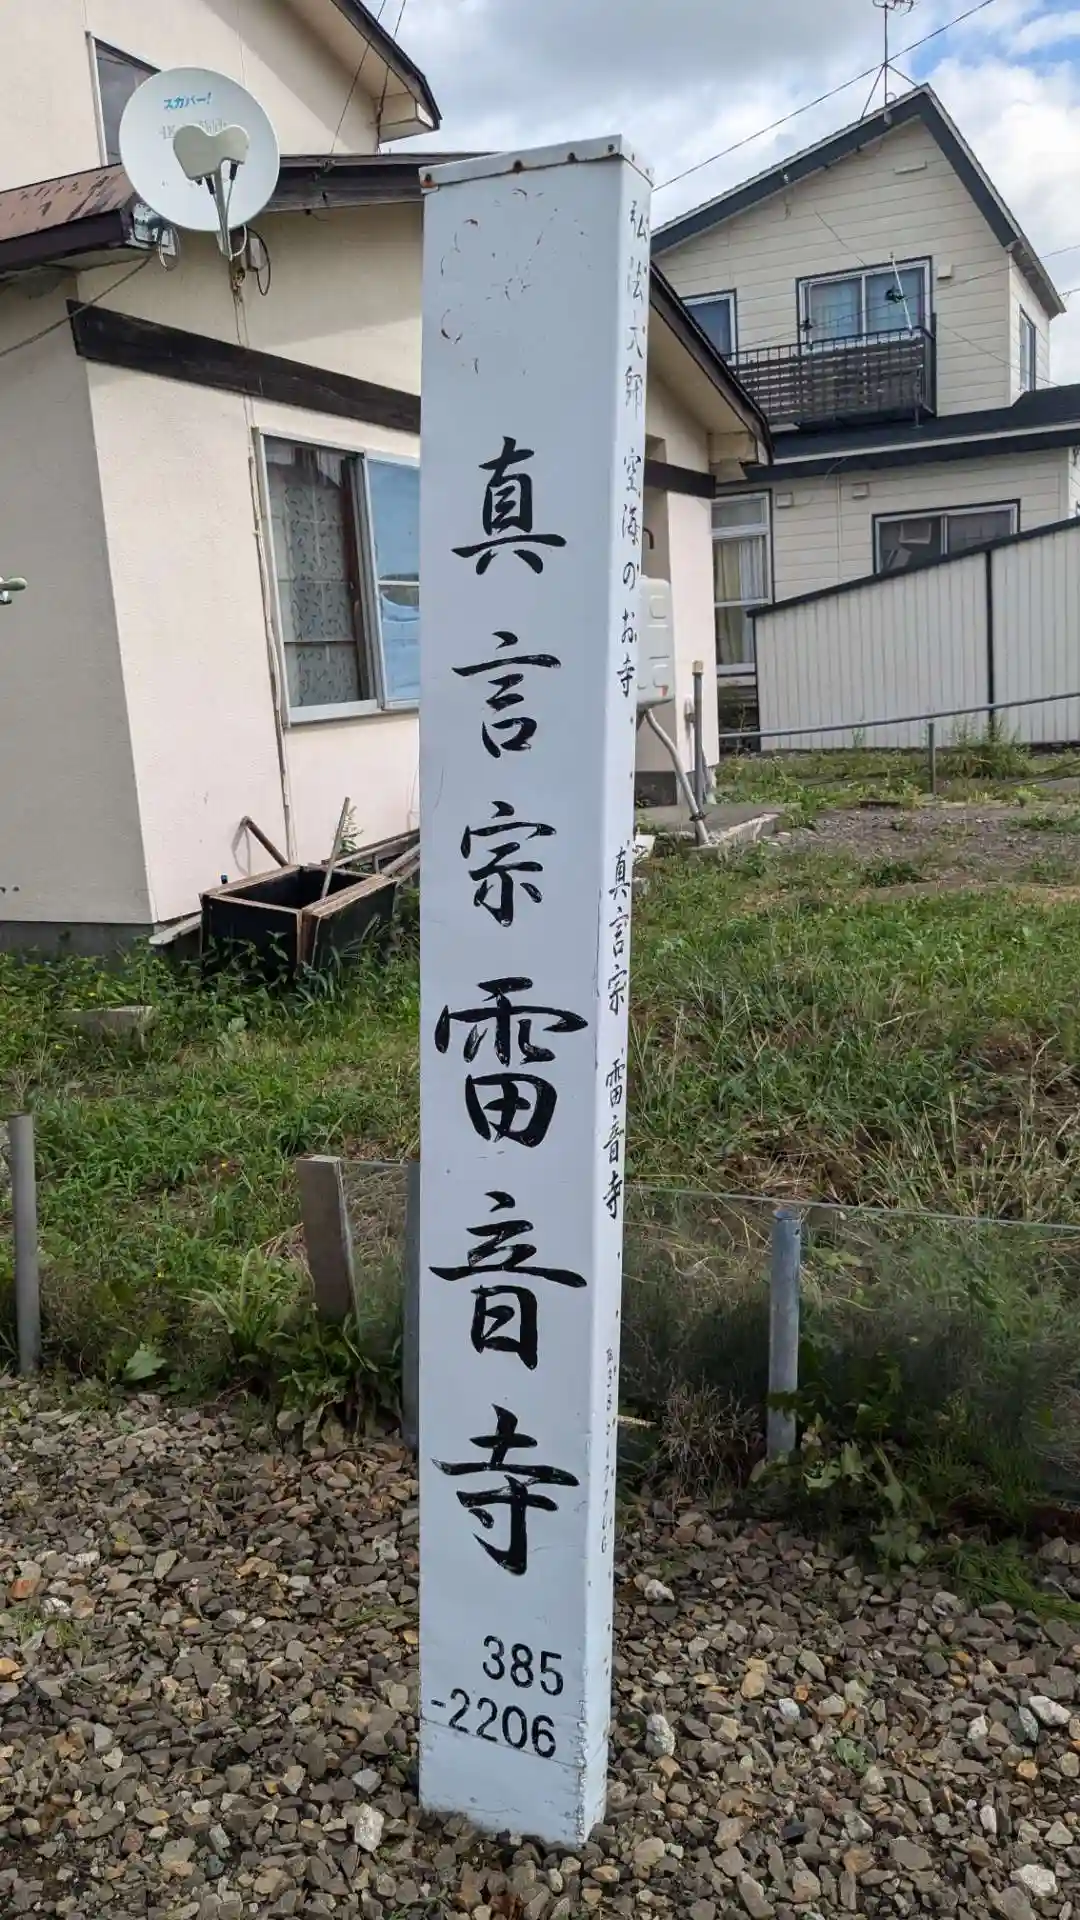 スカパー!
真言宗雷音寺
385
-2206
弘法大師 空海のお寺
真言宗 雷音寺